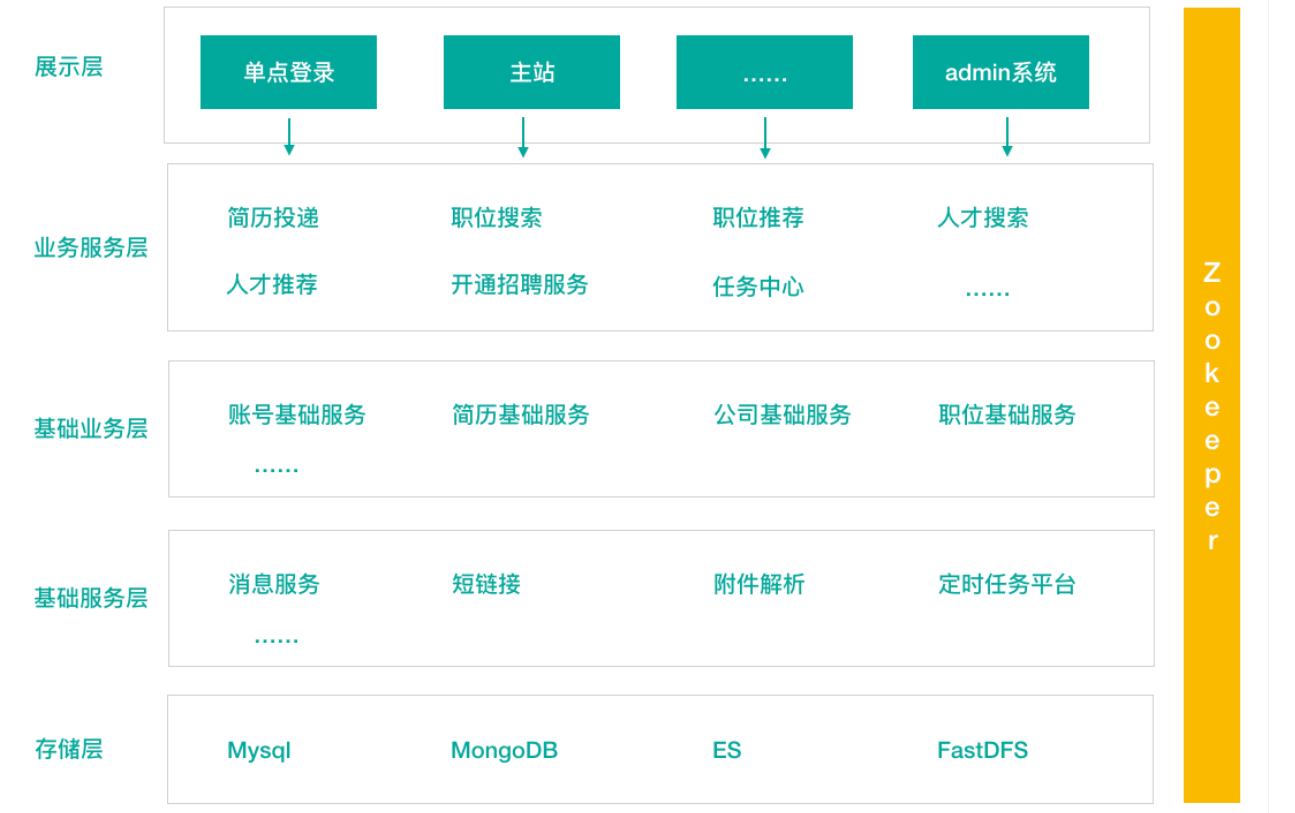 展示层
单点登录
主站
……
admin系统
业务服务层
简历投递
职位搜索
职位推荐
人才搜索
人才推荐
开通招聘服务
任务中心
……
基础业务层
账号基础服务
简历基础服务
公司基础服务
职位基础服务
……
基础服务层
消息服务
短链接
附件解析
定时任务平台
……
存储层
Mysql
MongoDB
ES
FastDFS
Zookeeper